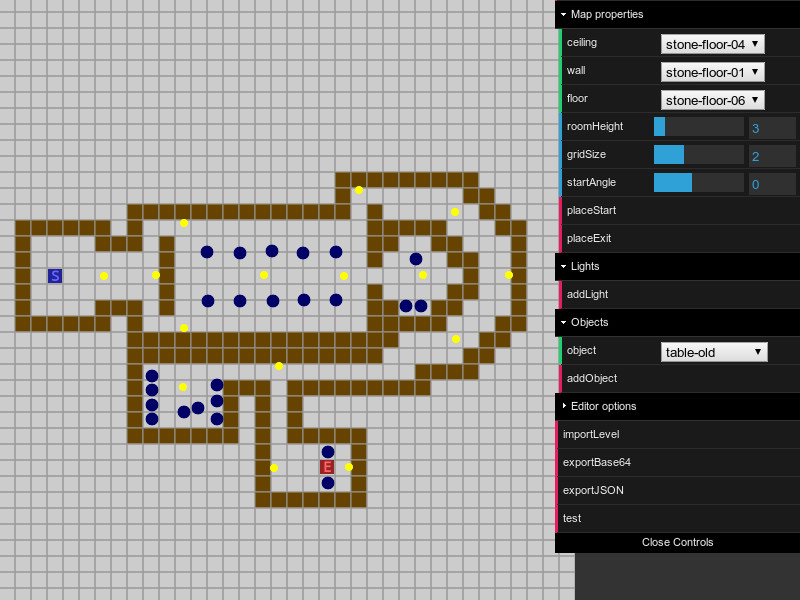 Map properties
ceiling stone-floor-04
wall stone-floor-01
floor stone-floor-06
roomHeight 3
gridSize 2
startAngle 0
placeStart
placeExit
Lights
addLight
S
Objects
object table-old
addObject
Editor options
importLevel
exportBase64
E
exportJSON
test
Close Controls